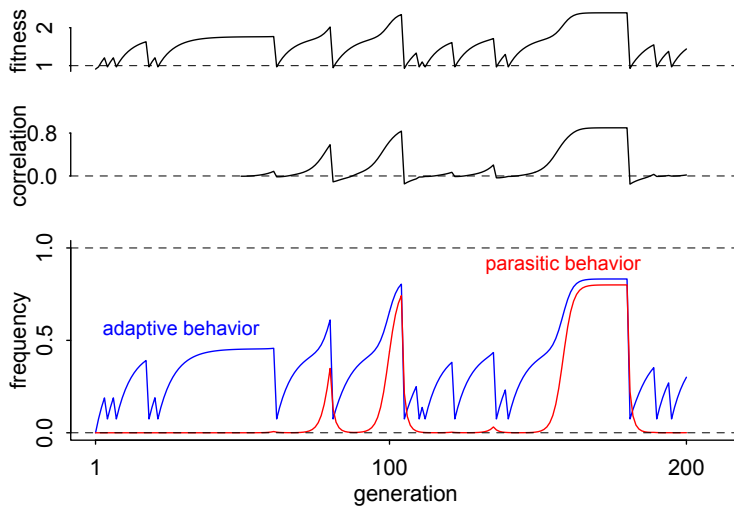 fitness
2
1
correlation
0.8
0.0
frequency
1.0
0.5
0.0
parasitic behavior
adaptive behavior
1
100
200
generation